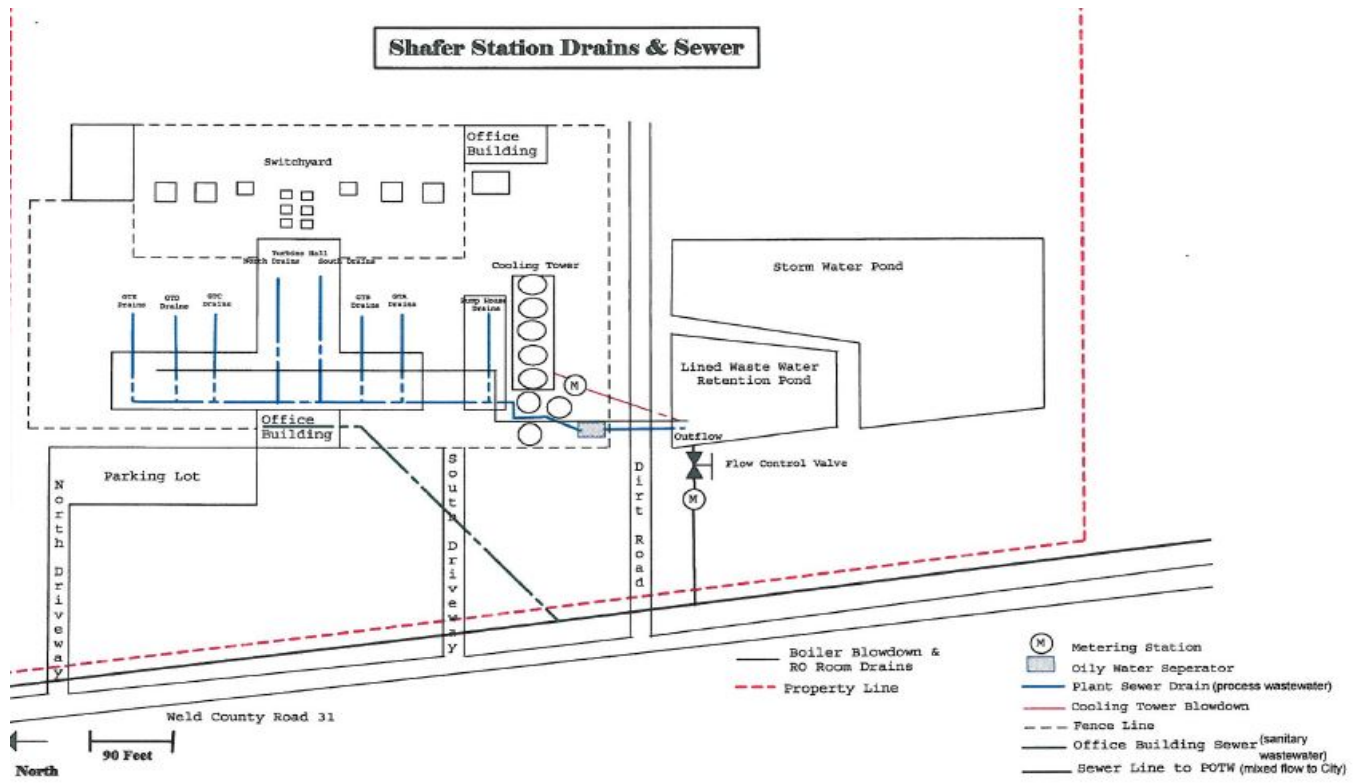 Shafer Station Drains & Sewer
Office
Building
Switchyard
Turbine Hall
North Drains
South Drains
Cooling Tower
Storm Water Pond
GTE
Drains
GTD
Drains
GTC
Drains
GTB
Drains
GTA
Drains
Pump House
Drains
M
Lined Waste Water
Retention Pond
Office
Building
Outflow
Parking Lot
Flow Control Valve
M
North Driveway
South Driveway
Dirt Road
Boiler Blowdown &
RO Room Drains
Property Line
M
Metering Station
Oily Water Seperator
Plant Sewer Drain (process wastewater)
Cooling Tower Blowdown
Fence Line
Office Building Sewer (sanitary
wastewater)
Sewer Line to POTW (mixed flow to City)
Weld County Road 31
90 Feet
North